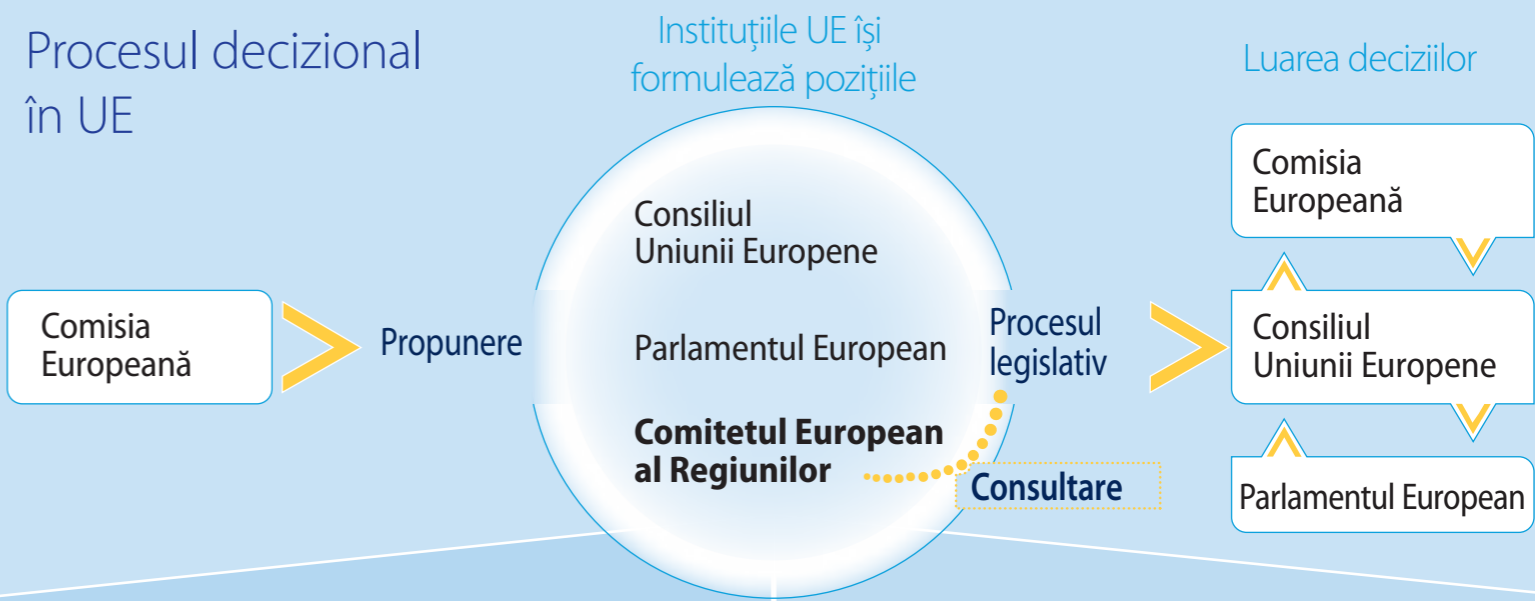 Procesul decizional
în UE
Instituțiile UE își
formulează pozițiile
Luarea deciziilor
Comisia
Europeană
Propunere
Consiliul
Uniunii Europene
Parlamentul European
Comitetul European
al Regiunilor
Procesul
legislativ
Consultare
Comisia
Europeană
Consiliul
Uniunii Europene
Parlamentul European